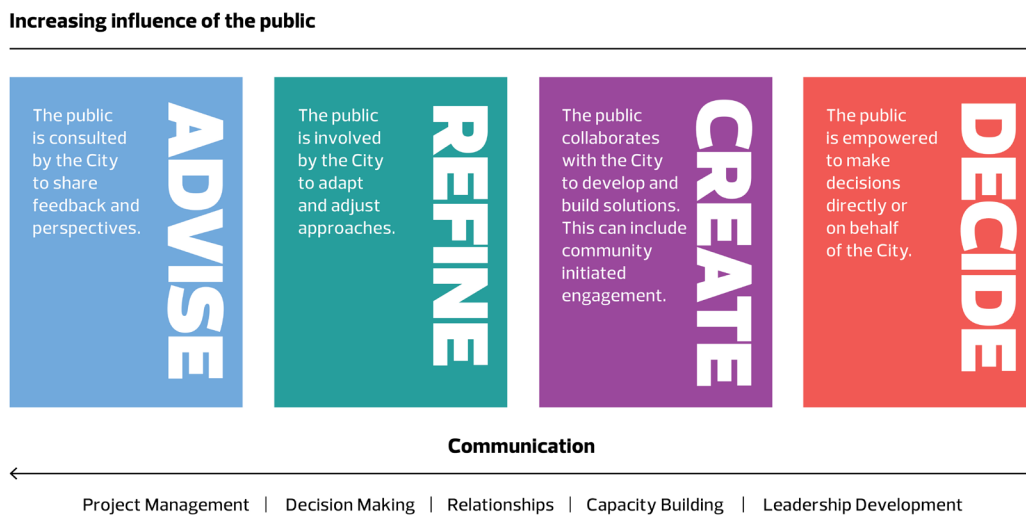 Increasing influence of the public
The public
is consulted
by the City
to share
feedback and
perspectives.
ADVISE
The public
is involved
by the City
to adapt
and adjust
approaches.
REFINE
The public
collaborates
with the City
to develop and
build solutions.
This can include
community
initiated
engagement.
CREATE
The public
is empowered
to make
decisions
directly or
on behalf
of the City.
DECIDE
Communication
Project Management | Decision Making | Relationships | Capacity Building | Leadership Development